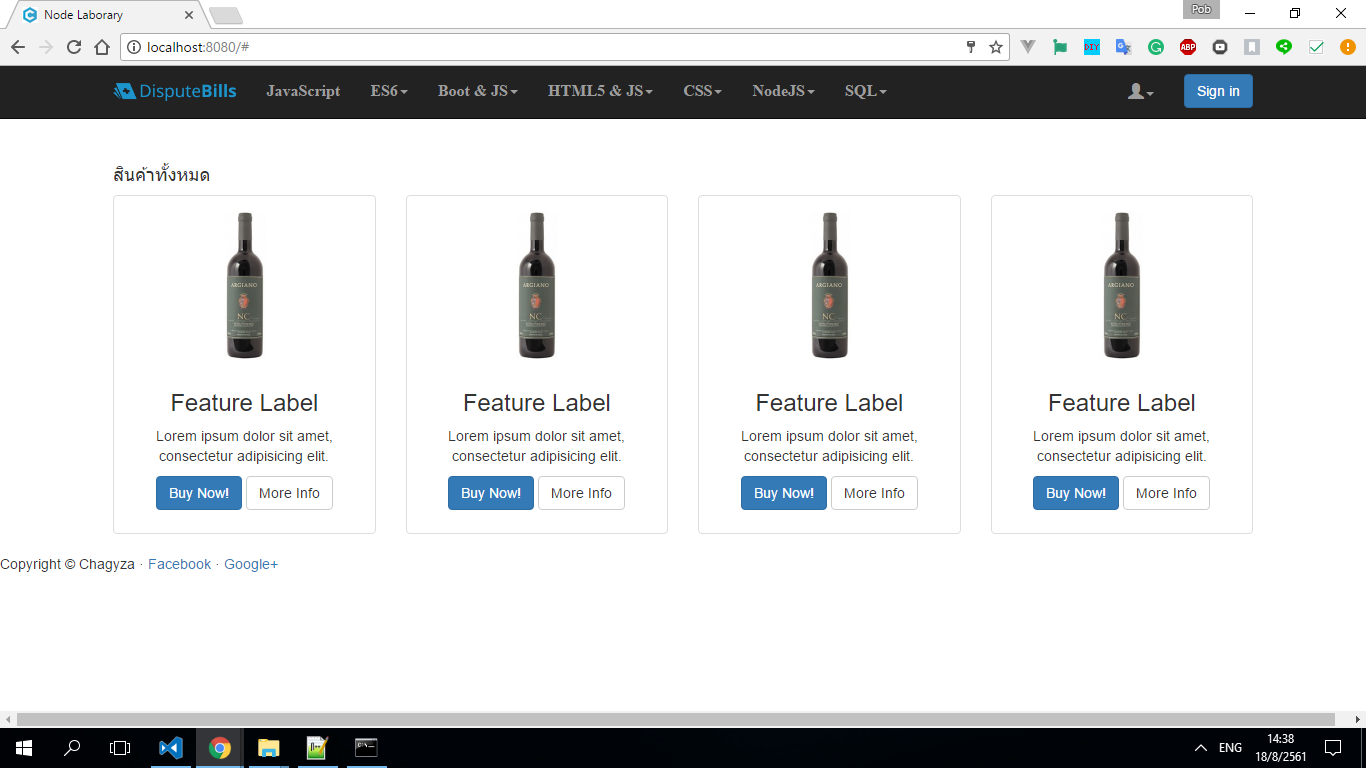 Node Laborary
Pob
localhost:8080/#
DIY
ABP
DisputeBills JavaScript ES6 Boot & JS HTML5 & JS CSS NodeJS SQL Sign in
สินค้าทั้งหมด
ARGIANO ARGIANO ARGIANO ARGIANO
NC NC NC NC
Feature Label Feature Label Feature Label Feature Label
Lorem ipsum dolor sit amet, Lorem ipsum dolor sit amet, Lorem ipsum dolor sit amet, Lorem ipsum dolor sit amet,
consectetur adipisicing elit. consectetur adipisicing elit. consectetur adipisicing elit. consectetur adipisicing elit.
Buy Now! More Info Buy Now! More Info Buy Now! More Info Buy Now! More Info
Copyright © Chagyza · Facebook · Google+
ENG
14:38
18/8/2561